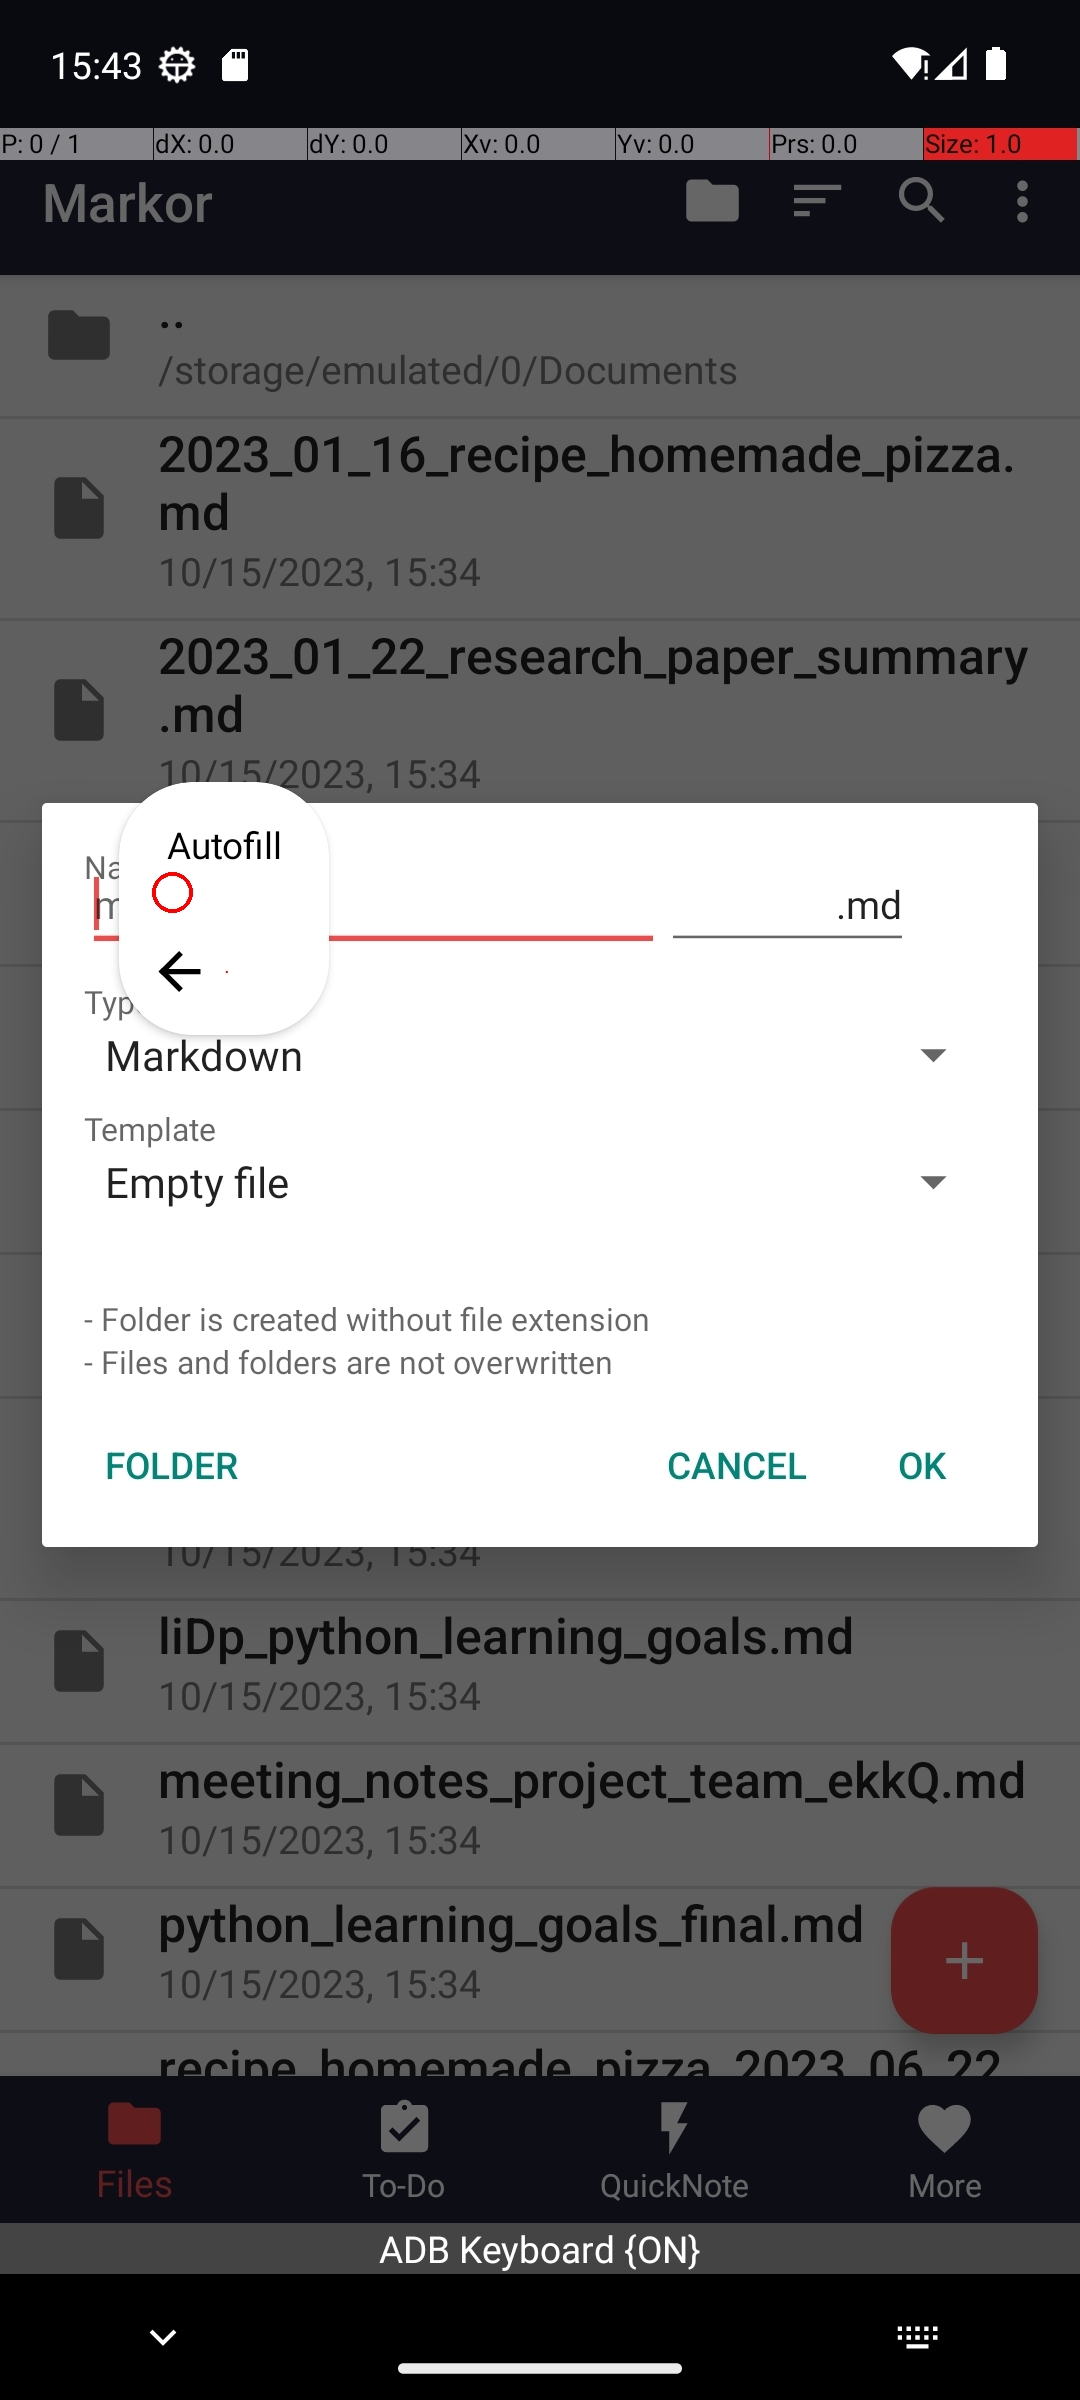 15:43
P: 0 / 1
dX: 0.0
dY: 0.0
Xv: 0.0
Yv: 0.0
Prs: 0.0
Size: 1.0
Markor
..
/storage/emulated/0/Documents
2023_01_16_recipe_homemade_pizza.
md
10/15/2023, 15:34
2023_01_22_research_paper_summary
.md
10/15/2023, 15:34
Autofill
.md
Markdown
Template
Empty file
- Folder is created without file extension
- Files and folders are not overwritten
FOLDER
CANCEL
OK
10/15/2023, 15:34
liDp_python_learning_goals.md
10/15/2023, 15:34
meeting_notes_project_team_ekkQ.md
10/15/2023, 15:34
python_learning_goals_final.md
10/15/2023, 15:34
recipe_homemade_pizza_2023_06_22
Files
To-Do
QuickNote
More
ADB Keyboard {ON}